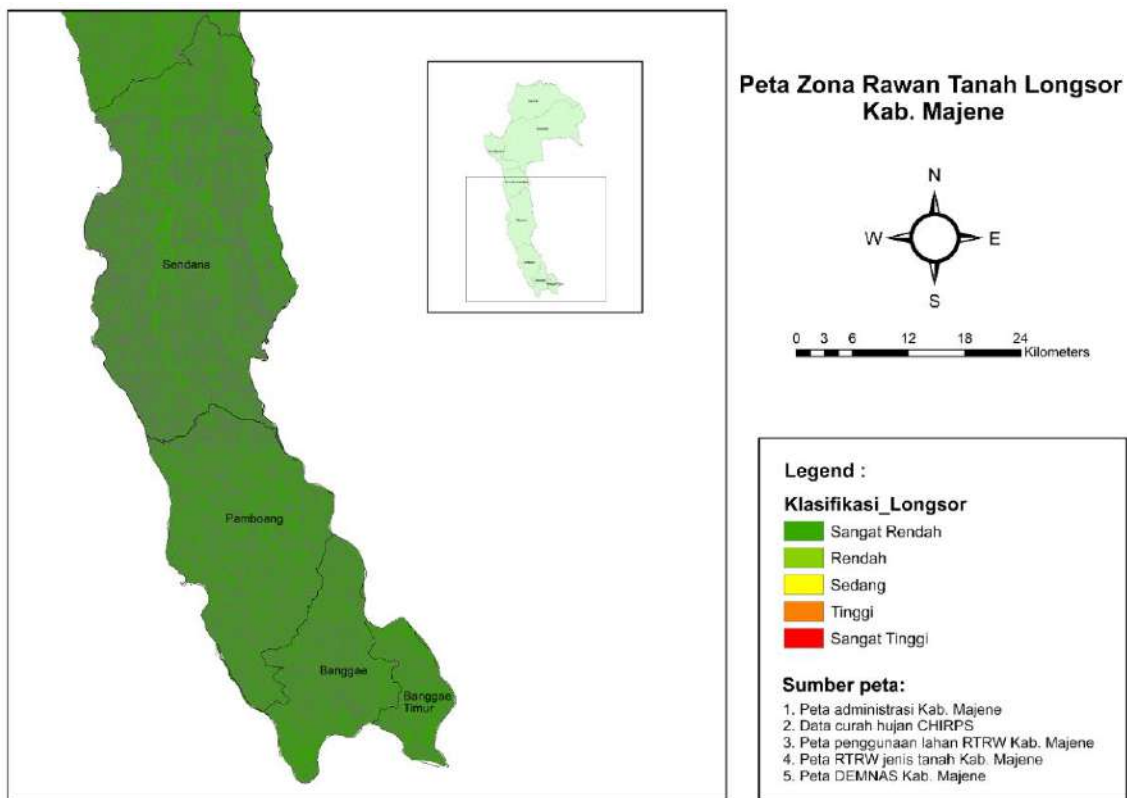 Peta Zona Rawan Tanah Longsor
Kab. Majene
N
W
E
S
0 3 6 12 18 24
Kilometers
Sendana
Pamboang
Banggae
Banggae
Timur
Legend :
Klasifikasi_Longsor
Sangat Rendah
Rendah
Sedang
Tinggi
Sangat Tinggi
Sumber peta:
1. Peta administrasi Kab. Majene
2. Data curah hujan CHIRPS
3. Peta penggunaan lahan RTRW Kab. Majene
4. Peta RTRW jenis tanah Kab. Majene
5. Peta DEMNAS Kab. Majene